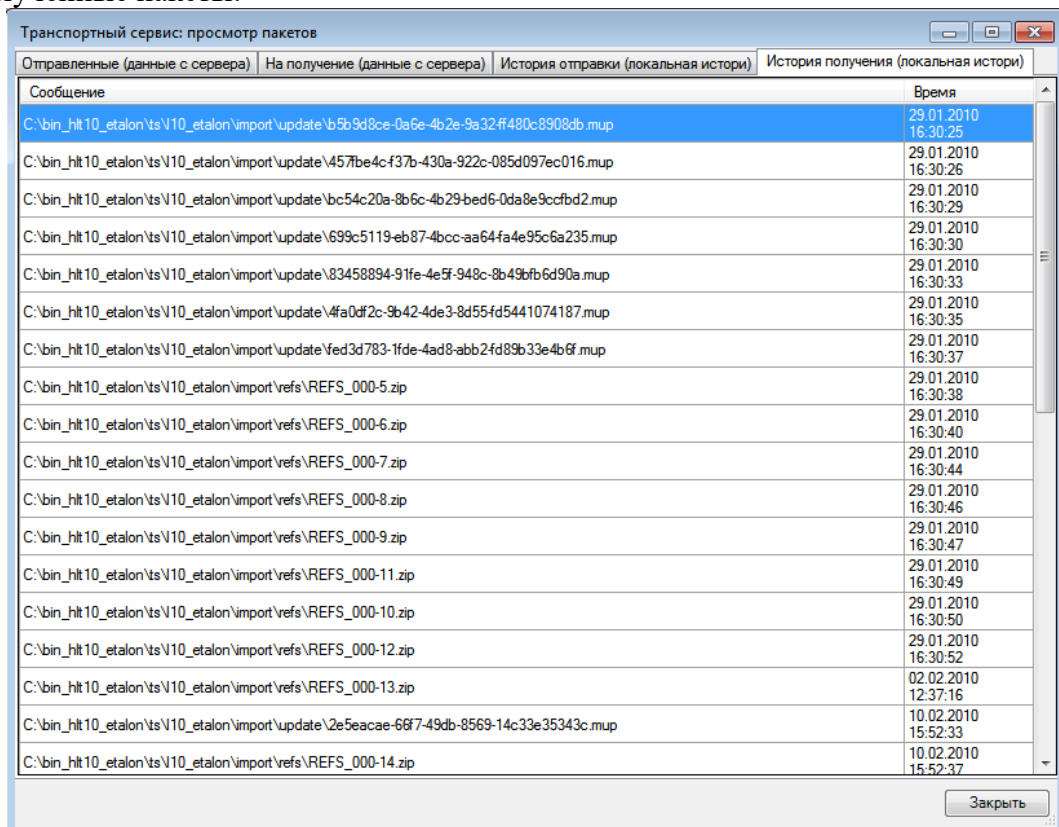 пакеты.
Транспортный сервис: просмотр пакетов
Отправленные (данные с сервера) На получение (данные с сервера) История отправки (локальная истори) История получения (локальная истори)
Сообщение Время
C:\bin_hlt10_etalon\ts\l10_etalon\import\update\b5b9d8ce-0a6e-4b2e-9a32-ff480c8908db.mup 29.01.2010
16:30:25
C:\bin_hlt10_etalon\ts\l10_etalon\import\update\457fbe4c-f37b-430a-922c-085d097ec016.mup 29.01.2010
16:30:26
C:\bin_hlt10_etalon\ts\l10_etalon\import\update\bc54c20a-8b6c-4b29-bed6-0da8e9ccfbd2.mup 29.01.2010
16:30:29
C:\bin_hlt10_etalon\ts\l10_etalon\import\update\699c5119-eb87-4bcc-aa64-fa4e95c6a235.mup 29.01.2010
16:30:30
C:\bin_hlt10_etalon\ts\l10_etalon\import\update\83458894-91fe-4e5f-948c-8b49bfb6d90a.mup 29.01.2010
16:30:33
C:\bin_hlt10_etalon\ts\l10_etalon\import\update\4fa0df2c-9b42-4de3-8d55-fd5441074187.mup 29.01.2010
16:30:35
C:\bin_hlt10_etalon\ts\l10_etalon\import\update\fed3d783-1fde-4ad8-abb2-fd89b33e4b6f.mup 29.01.2010
16:30:37
C:\bin_hlt10_etalon\ts\l10_etalon\import\refs\REFS_000-5.zip 29.01.2010
16:30:38
C:\bin_hlt10_etalon\ts\l10_etalon\import\refs\REFS_000-6.zip 29.01.2010
16:30:40
C:\bin_hlt10_etalon\ts\l10_etalon\import\refs\REFS_000-7.zip 29.01.2010
16:30:44
C:\bin_hlt10_etalon\ts\l10_etalon\import\refs\REFS_000-8.zip 29.01.2010
16:30:46
C:\bin_hlt10_etalon\ts\l10_etalon\import\refs\REFS_000-9.zip 29.01.2010
16:30:47
C:\bin_hlt10_etalon\ts\l10_etalon\import\refs\REFS_000-11.zip 29.01.2010
16:30:49
C:\bin_hlt10_etalon\ts\l10_etalon\import\refs\REFS_000-10.zip 29.01.2010
16:30:50
C:\bin_hlt10_etalon\ts\l10_etalon\import\refs\REFS_000-12.zip 29.01.2010
16:30:52
C:\bin_hlt10_etalon\ts\l10_etalon\import\refs\REFS_000-13.zip 02.02.2010
12:37:16
C:\bin_hlt10_etalon\ts\l10_etalon\import\update\2e5eacae-66f7-49db-8569-14c33e35343c.mup 10.02.2010
15:52:33
C:\bin_hlt10_etalon\ts\l10_etalon\import\refs\REFS_000-14.zip 10.02.2010
15:52:37
Закрыть